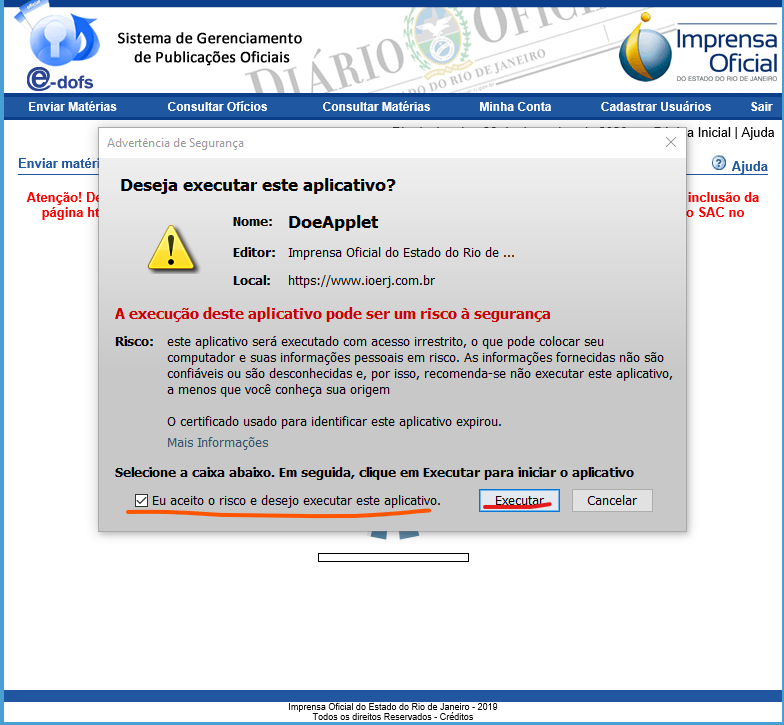 oficial
Sistema de Gerenciamento
de Publicações Oficiais
e-dofs
DIÁRIO OFIC
DO RIO DE JANEIRO
Imprensa
Oficial
DO ESTADO DO RIO DE JANEIRO
Enviar Matérias Consultar Ofícios Consultar Matérias Minha Conta Cadastrar Usuários Sair
a Inicial | Ajuda
Advertência de Segurança
Enviar matéri
Ajuda
Deseja executar este aplicativo?
Atenção! De
inclusão da
página ht
o SAC no
Nome: DoeApplet
Editor: Imprensa Oficial do Estado do Rio de ...
Local: https://www.ioerj.com.br
A execução deste aplicativo pode ser um risco à segurança
Risco: este aplicativo será executado com acesso irrestrito, o que pode colocar seu
computador e suas informações pessoais em risco. As informações fornecidas não são
confiáveis ou são desconhecidas e, por isso, recomenda-se não executar este aplicativo,
a menos que você conheça sua origem
O certificado usado para identificar este aplicativo expirou.
Mais Informações
Selecione a caixa abaixo. Em seguida, clique em Executar para iniciar o aplicativo
Eu aceito o risco e desejo executar este aplicativo.
Executar Cancelar
Imprensa Oficial do Estado do Rio de Janeiro - 2019
Todos os direitos Reservados - Créditos